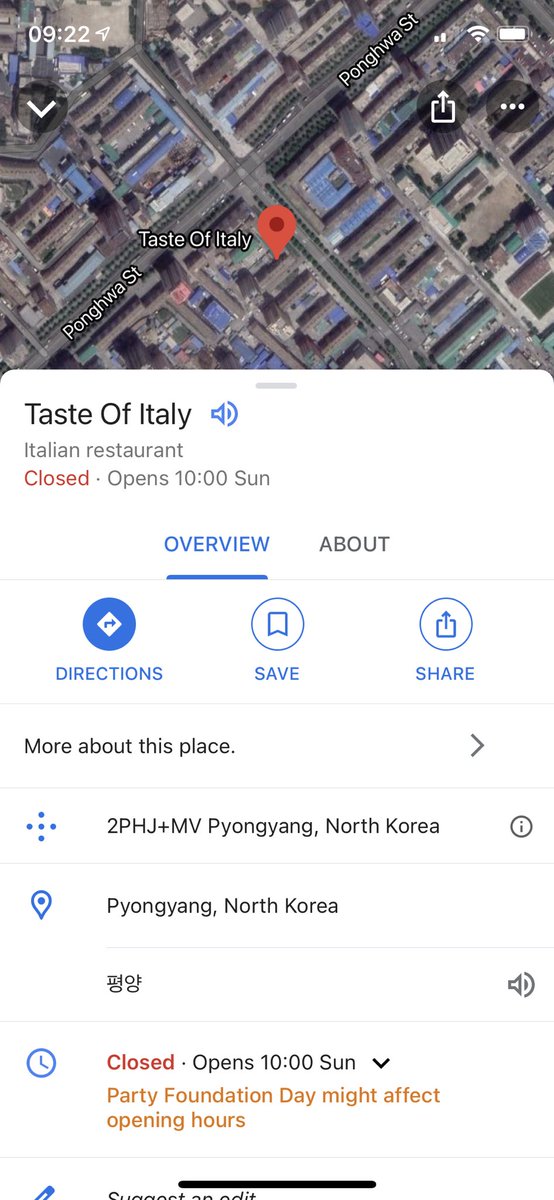 09:22
Ponghwa St
Taste Of Italy
Ponghwa St
Taste Of Italy
Italian restaurant
Closed · Opens 10:00 Sun
OVERVIEW
ABOUT
DIRECTIONS
SAVE
SHARE
More about this place.
2PHJ+MV Pyongyang, North Korea
Pyongyang, North Korea
평양
Closed · Opens 10:00 Sun
Party Foundation Day might affect
opening hours
Suggest an edit